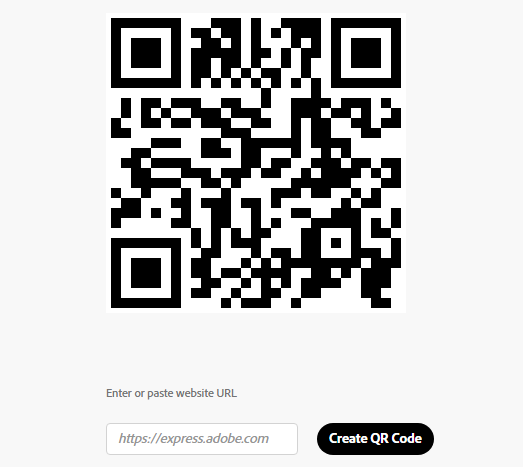 Enter or paste website URL
https://express.adobe.com
Create QR Code